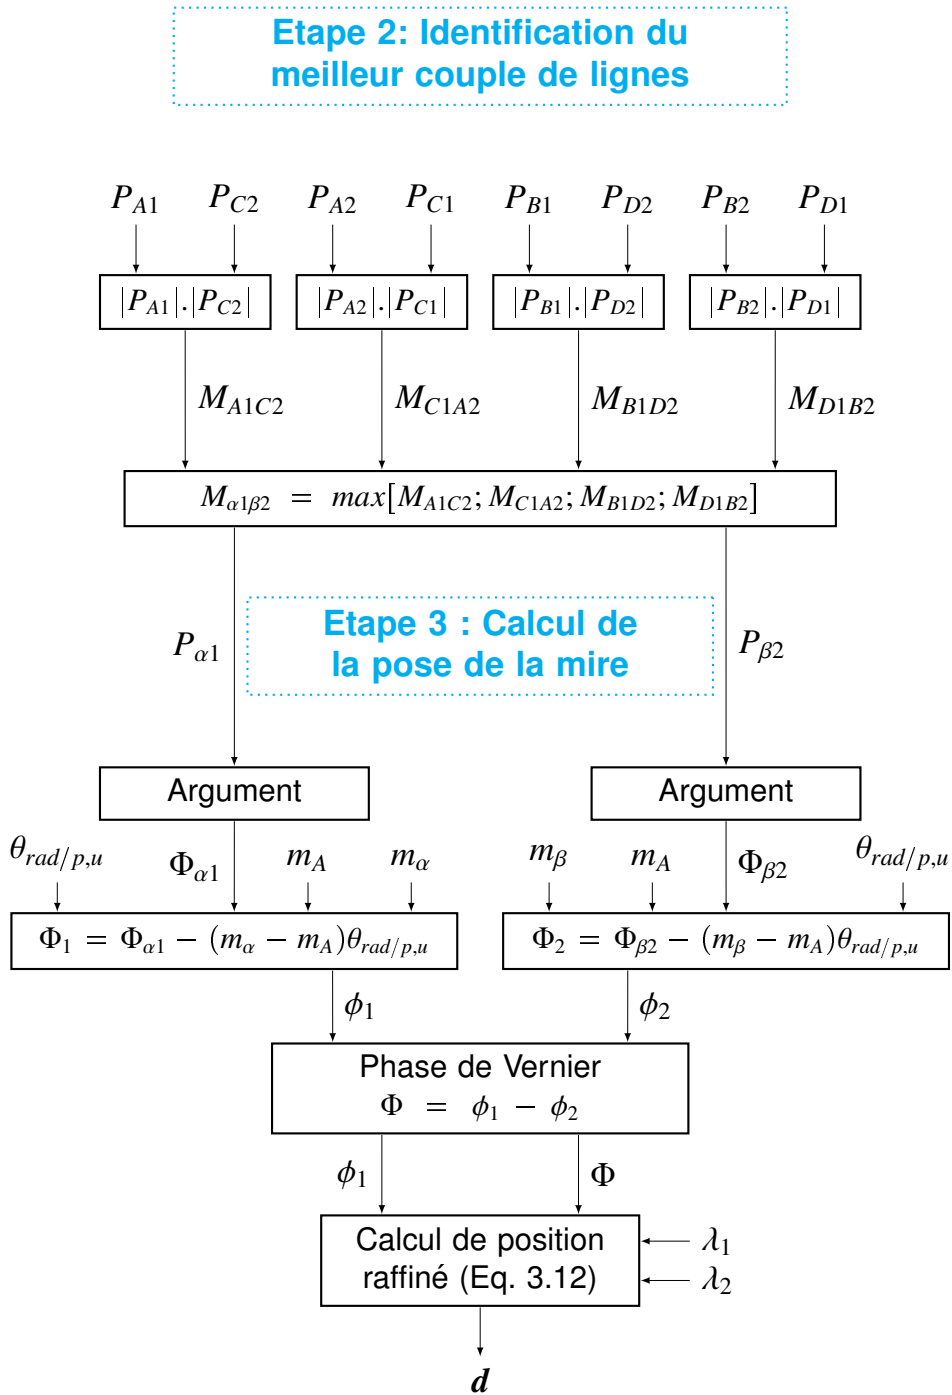 Etape 2: Identification du
meilleur couple de lignes
P_{A1} P_{C2} P_{A2} P_{C1} P_{B1} P_{D2} P_{B2} P_{D1}
|P_{A1}|.|P_{C2}| |P_{A2}|.|P_{C1}| |P_{B1}|.|P_{D2}| |P_{B2}|.|P_{D1}|
M_{A1C2} M_{C1A2} M_{B1D2} M_{D1B2}
M_{α1β2} = max[M_{A1C2}; M_{C1A2}; M_{B1D2}; M_{D1B2}]
Etape 3 : Calcul de
la pose de la mire
P_{α1} P_{β2}
Argument Argument
θ_{rad/p,u} Φ_{α1} m_A m_α m_β m_A Φ_{β2} θ_{rad/p,u}
Φ_1 = Φ_{α1} − (m_α − m_A)θ_{rad/p,u} Φ_2 = Φ_{β2} − (m_β − m_A)θ_{rad/p,u}
ϕ_1 ϕ_2
Phase de Vernier
Φ = ϕ_1 − ϕ_2
ϕ_1 Φ
Calcul de position λ_1
raffiné (Eq. 3.12) λ_2
d